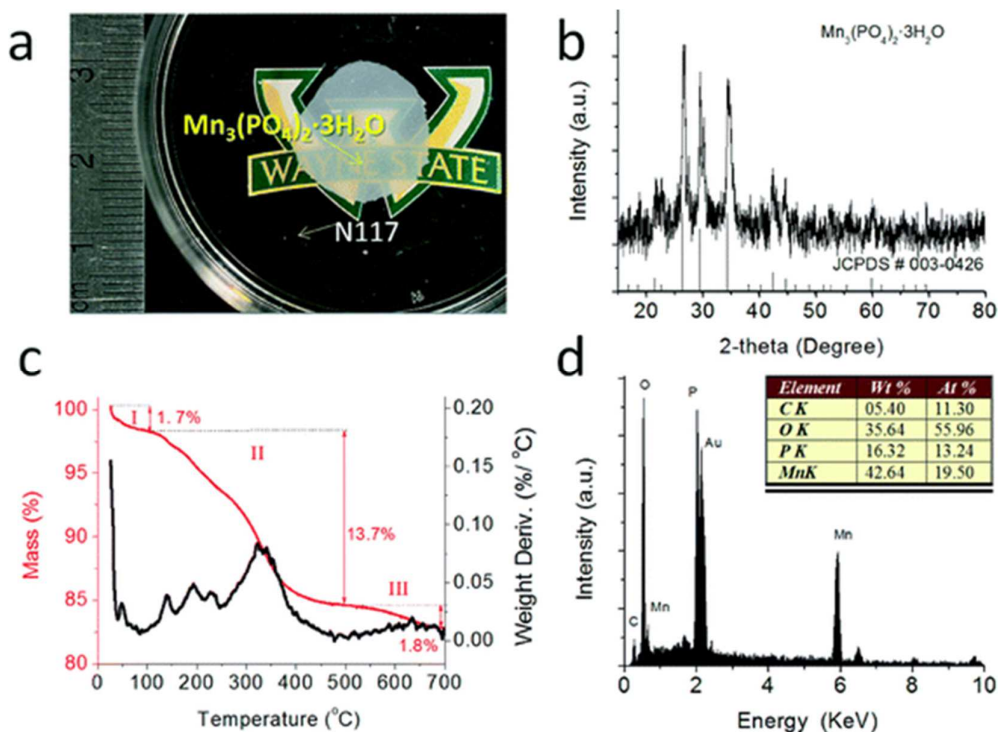 a
3
2
1
cm
Mn3(PO4)2·3H2O
WAYNE STATE
N117
b
Mn3(PO4)2·3H2O
Intensity (a.u.)
JCPDS # 003-0426
20 30 40 50 60 70 80
2-theta (Degree)
c
100
95
90
85
80
Mass (%)
I
1.7%
II
13.7%
III
1.8%
0.20
0.15
0.10
0.05
0.00
Weight Deriv. (%/ °C)
0 100 200 300 400 500 600 700
Temperature (°C)
d
O
P
Au
Mn
C
Mn
Element Wt % At %
C K 05.40 11.30
O K 35.64 55.96
P K 16.32 13.24
MnK 42.64 19.50
Intensity (a.u.)
0 2 4 6 8 10
Energy (KeV)